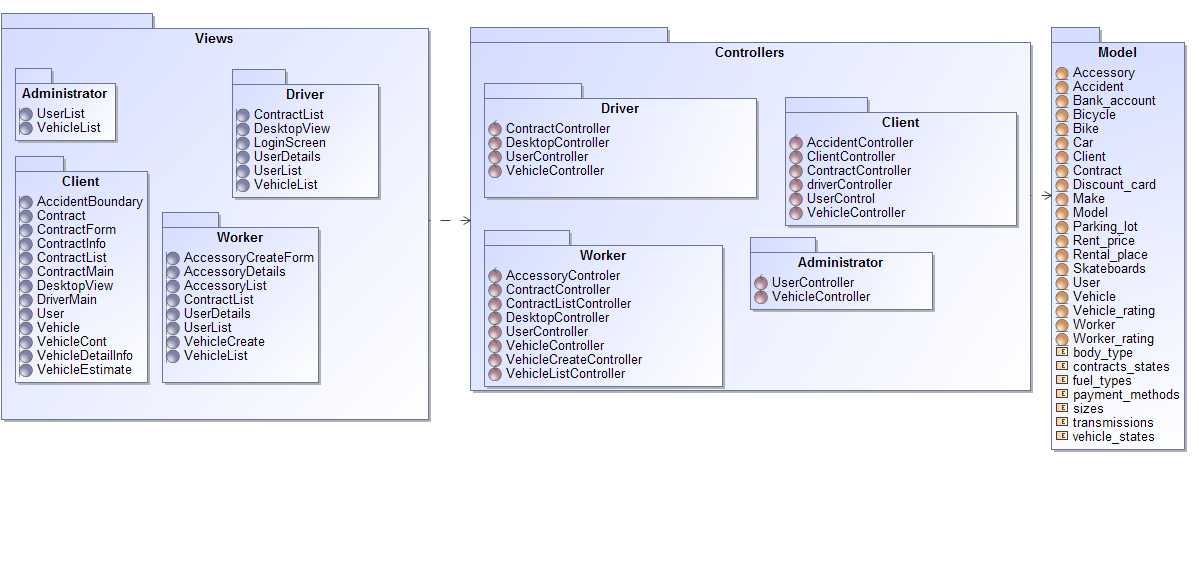 Views
Administrator
UserList
VehicleList
Driver
ContractList
DesktopView
LoginScreen
UserDetails
UserList
VehicleList
Client
AccidentBoundary
Contract
ContractForm
ContractInfo
ContractList
ContractMain
DesktopView
DriverMain
User
Vehicle
VehicleCont
VehicleDetailInfo
VehicleEstimate
Worker
AccessoryCreateForm
AccessoryDetails
AccessoryList
ContractList
UserDetails
UserList
VehicleCreate
VehicleList
Controllers
Driver
ContractController
DesktopController
UserController
VehicleController
Client
AccidentController
ClientController
ContractController
driverController
UserControl
VehicleController
Worker
AccessoryControler
ContractController
ContractListController
DesktopController
UserController
VehicleController
VehicleCreateController
VehicleListController
Administrator
UserController
VehicleController
Model
Accessory
Accident
Bank_account
Bicycle
Bike
Car
Client
Contract
Discount_card
Make
Model
Parking_lot
Rent_price
Rental_place
Skateboards
User
Vehicle
Vehicle_rating
Worker
Worker_rating
E body_type
E contracts_states
E fuel_types
E payment_methods
E sizes
E transmissions
E vehicle_states